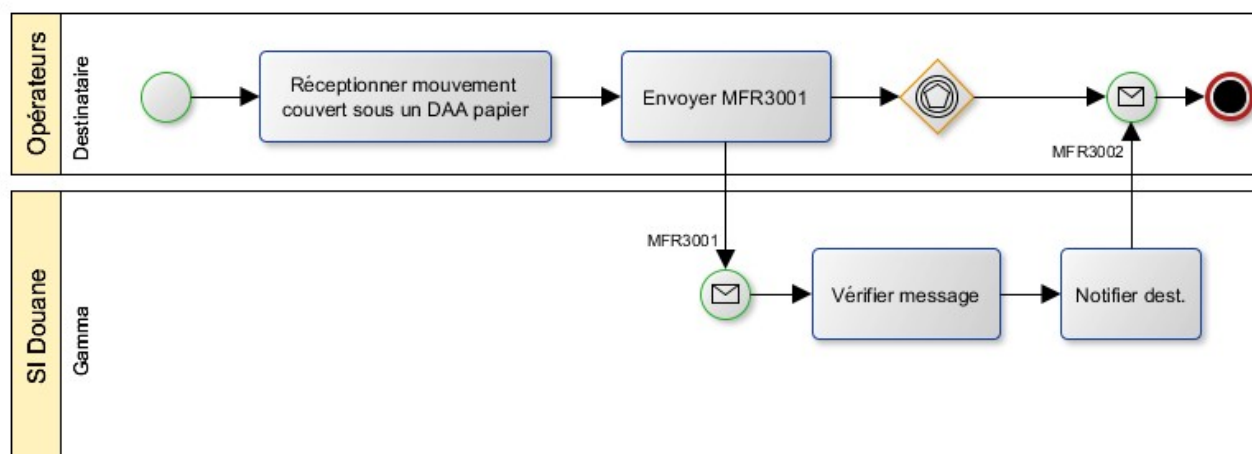 Opérateurs
Destinataire
Réceptionner mouvement
couvert sous un DAA papier
Envoyer MFR3001
MFR3002
SI Douane
Gamma
MFR3001
Vérifier message
Notifier dest.